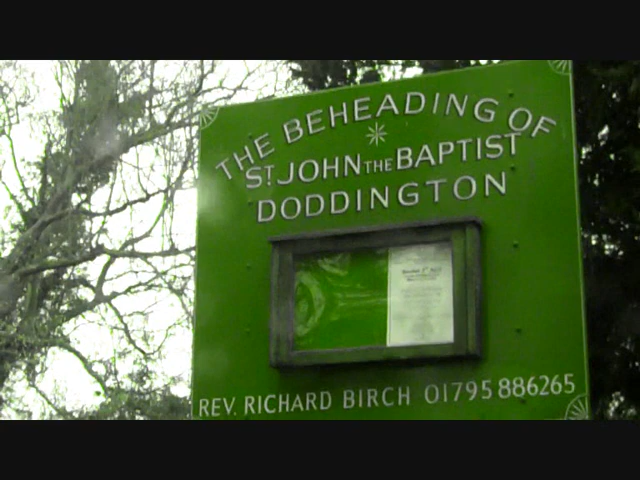 THE BEHEADING OF
ST. JOHN THE BAPTIST
DODDINGTON
REV. RICHARD BIRCH 01795 886265